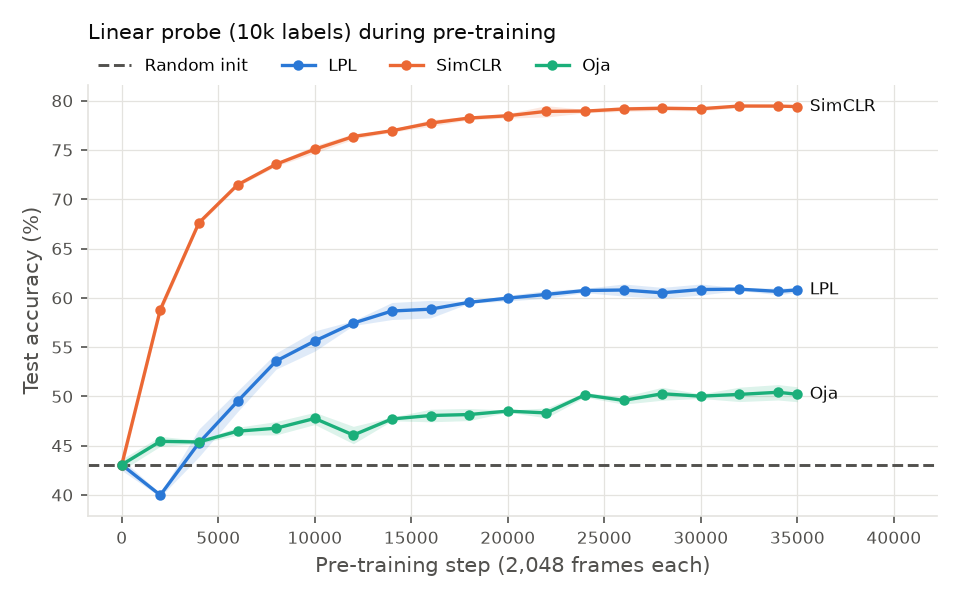 Linear probe (10k labels) during pre-training
Random init LPL SimCLR Oja
80
75
70
65
60
55
50
45
40
Test accuracy (%)
SimCLR
LPL
Oja
0 5000 10000 15000 20000 25000 30000 35000 40000
Pre-training step (2,048 frames each)